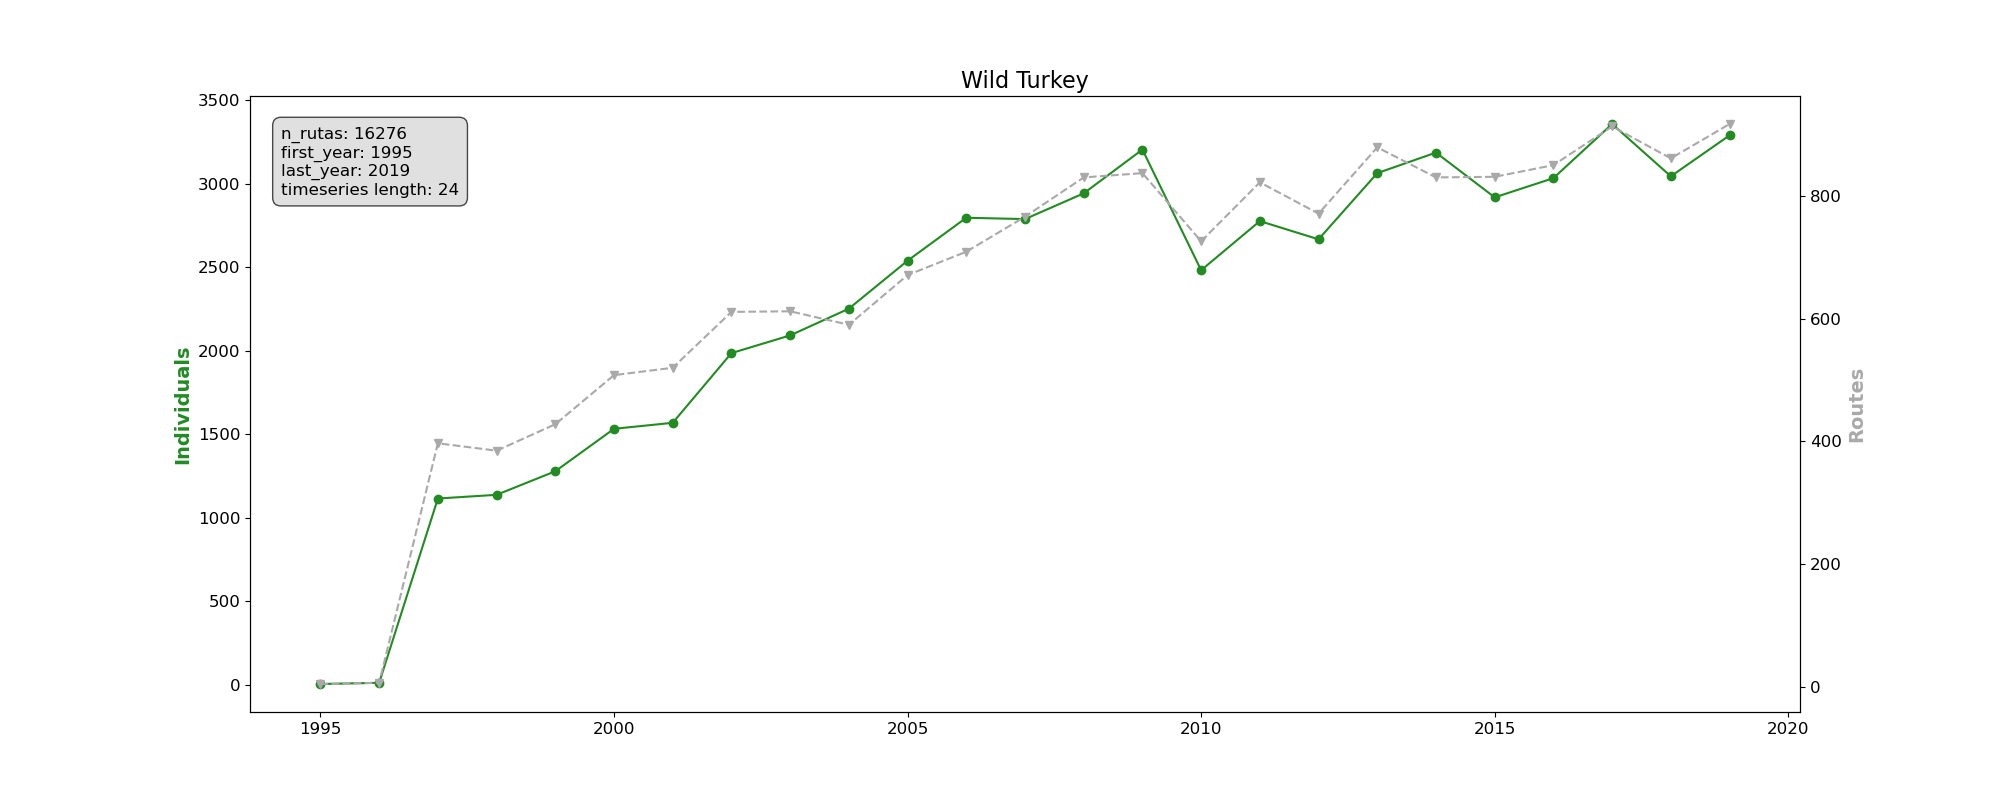 Wild Turkey
n_rutas: 16276
first_year: 1995
last_year: 2019
timeseries length: 24
3500
3000
2500
2000
1500
1000
500
0
Individuals
800
600
400
200
0
Routes
1995
2000
2005
2010
2015
2020